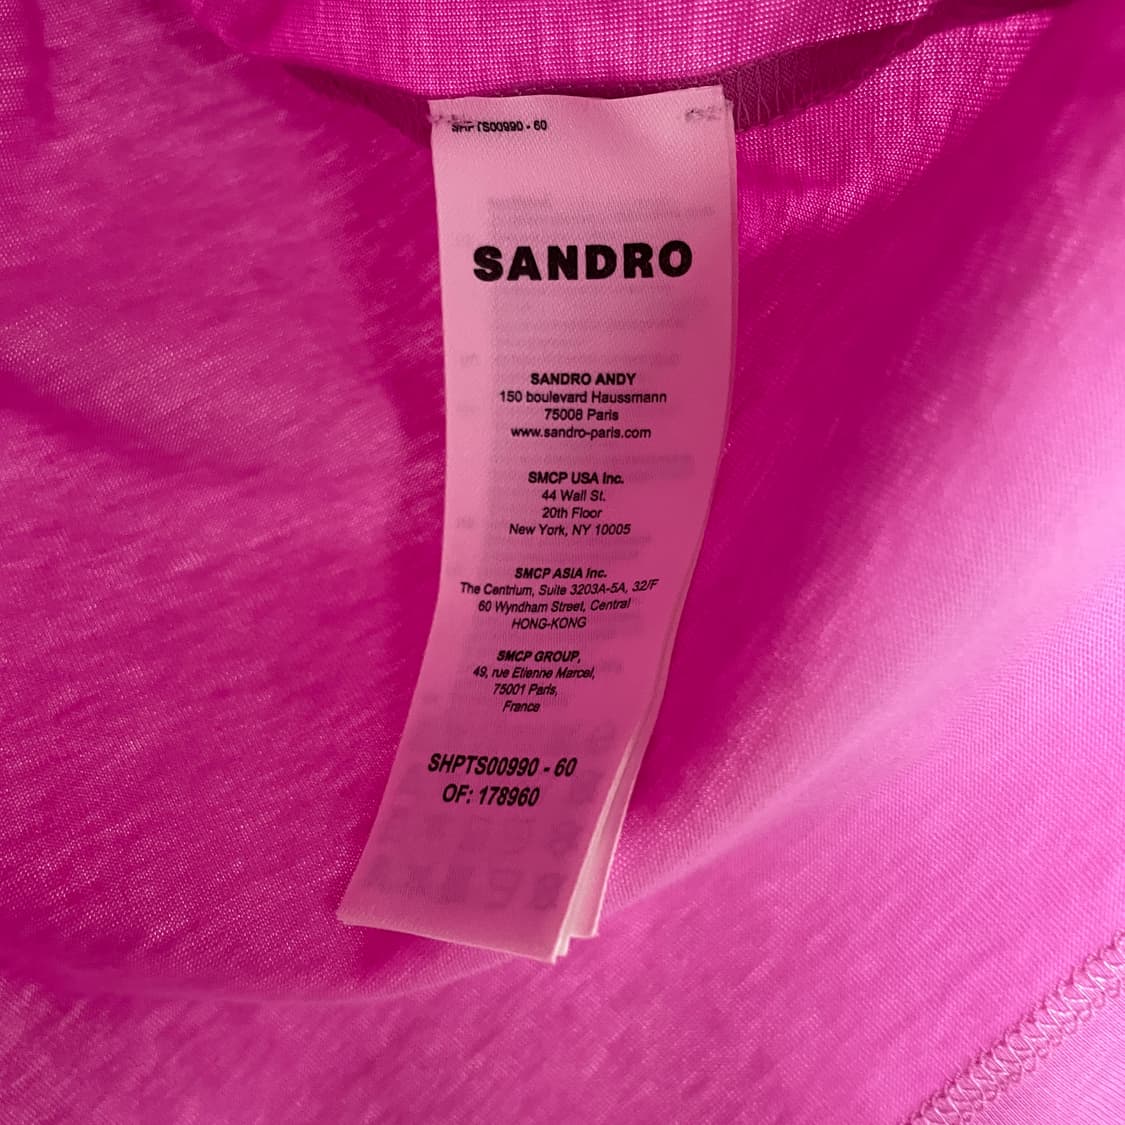 SHPTS00990 - 60
SANDRO
SANDRO ANDY
150 boulevard Haussmann
75008 Paris
www.sandro-paris.com
SMCP USA Inc.
44 Wall St.
20th Floor
New York, NY 10005
SMCP ASIA Inc.
The Centrium, Suite 3203A-5A, 32/F
60 Wyndham Street, Central
HONG-KONG
SMCP GROUP,
49, rue Etienne Marcel,
75001 Paris,
France
SHPTS00990 - 60
OF: 178960